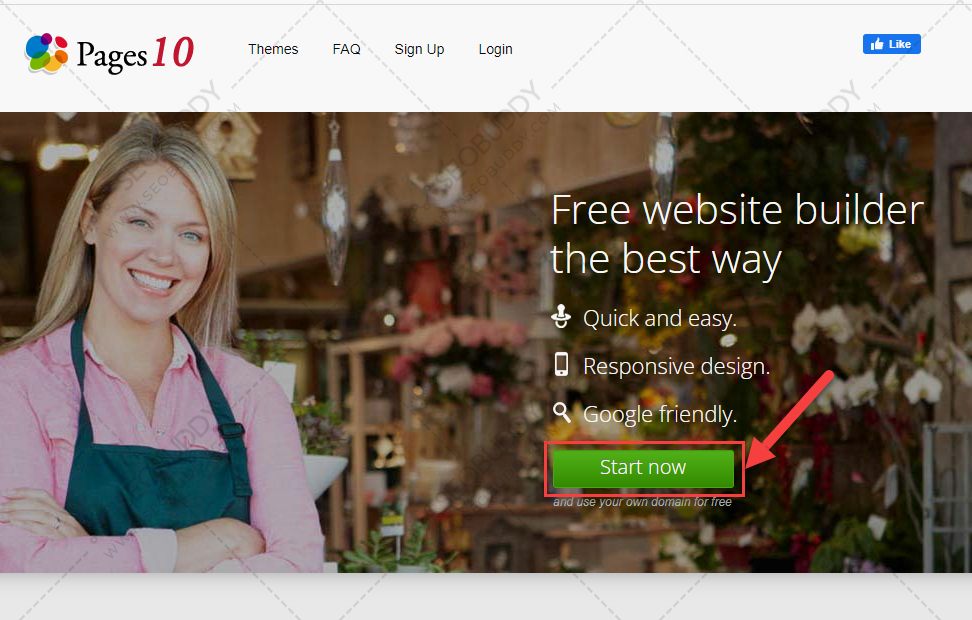 Pages10
Themes
FAQ
Sign Up
Login
Like
Free website builder
the best way
Quick and easy.
Responsive design.
Google friendly.
Start now
and use your own domain for free